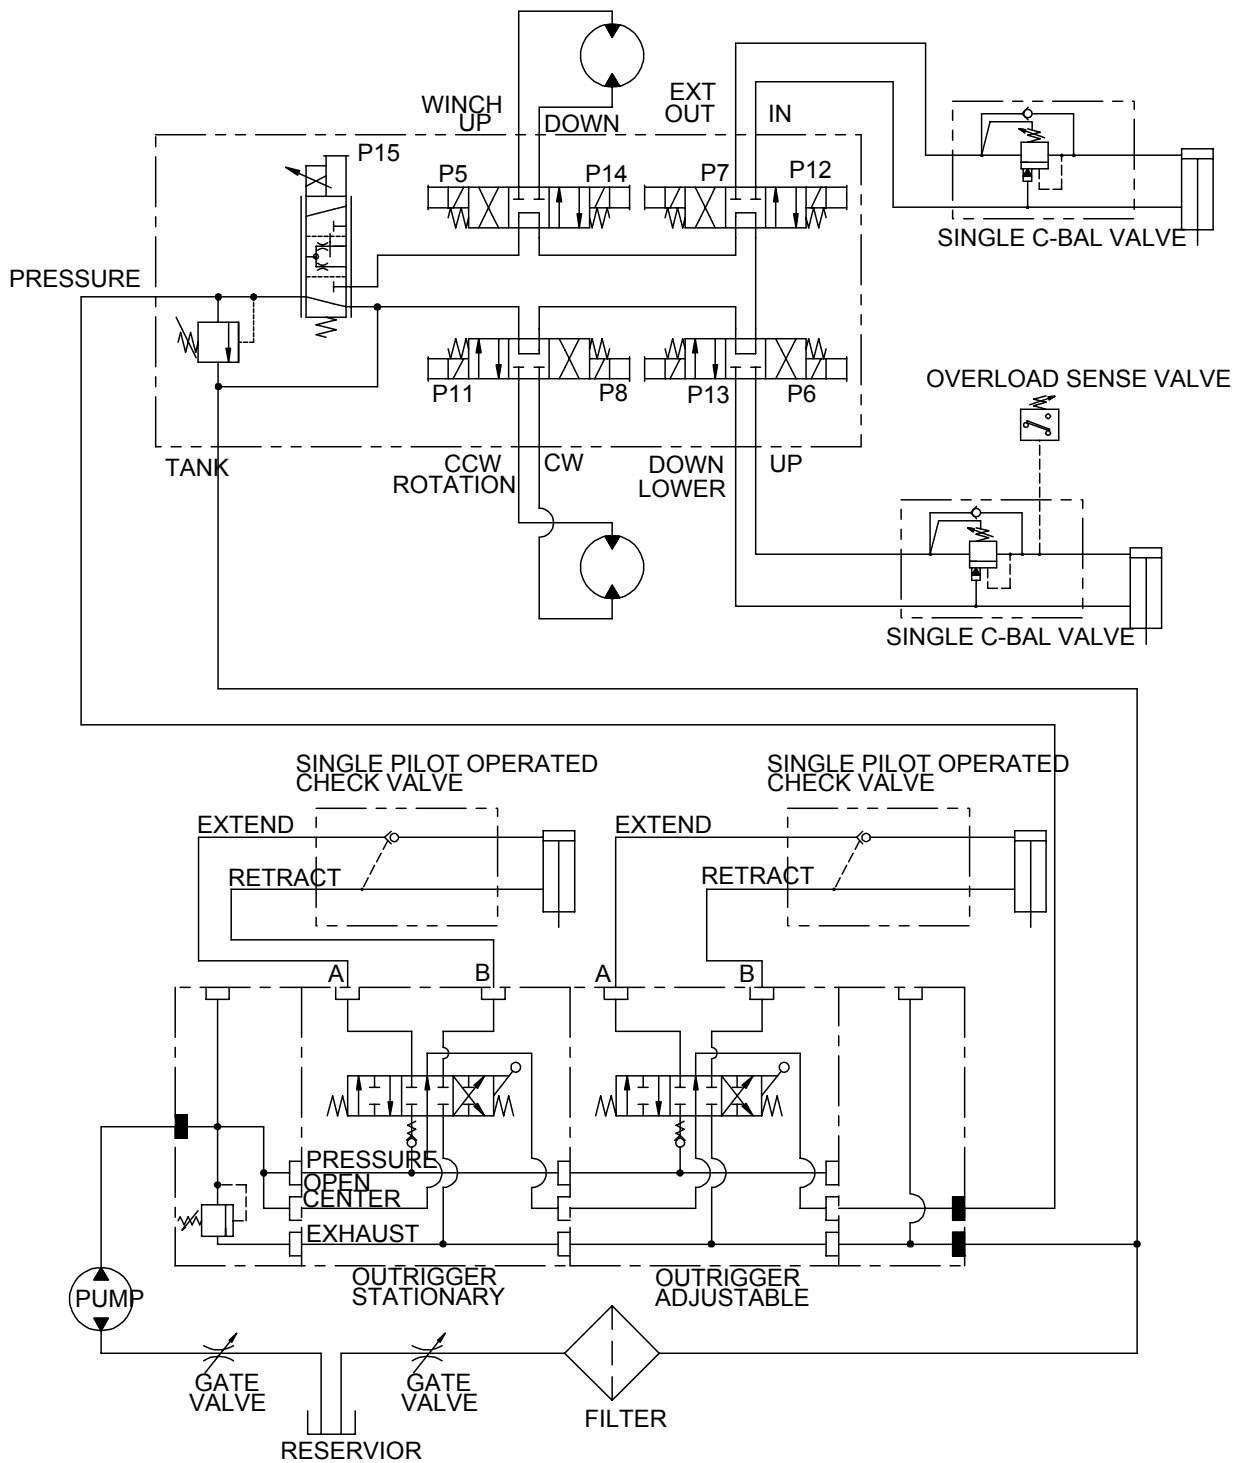 WINCH
UP
DOWN
EXT
OUT
IN
P15
P5
P14
P7
P12
SINGLE C-BAL VALVE
PRESSURE
P11
P8
P13
P6
OVERLOAD SENSE VALVE
TANK
CCW
ROTATION
CW
DOWN
LOWER
UP
SINGLE C-BAL VALVE
SINGLE PILOT OPERATED
CHECK VALVE
SINGLE PILOT OPERATED
CHECK VALVE
EXTEND
EXTEND
RETRACT
RETRACT
A
B
A
B
PRESSURE
OPEN
CENTER
EXHAUST
OUTRIGGER
STATIONARY
OUTRIGGER
ADJUSTABLE
PUMP
GATE
VALVE
GATE
VALVE
FILTER
RESERVIOR